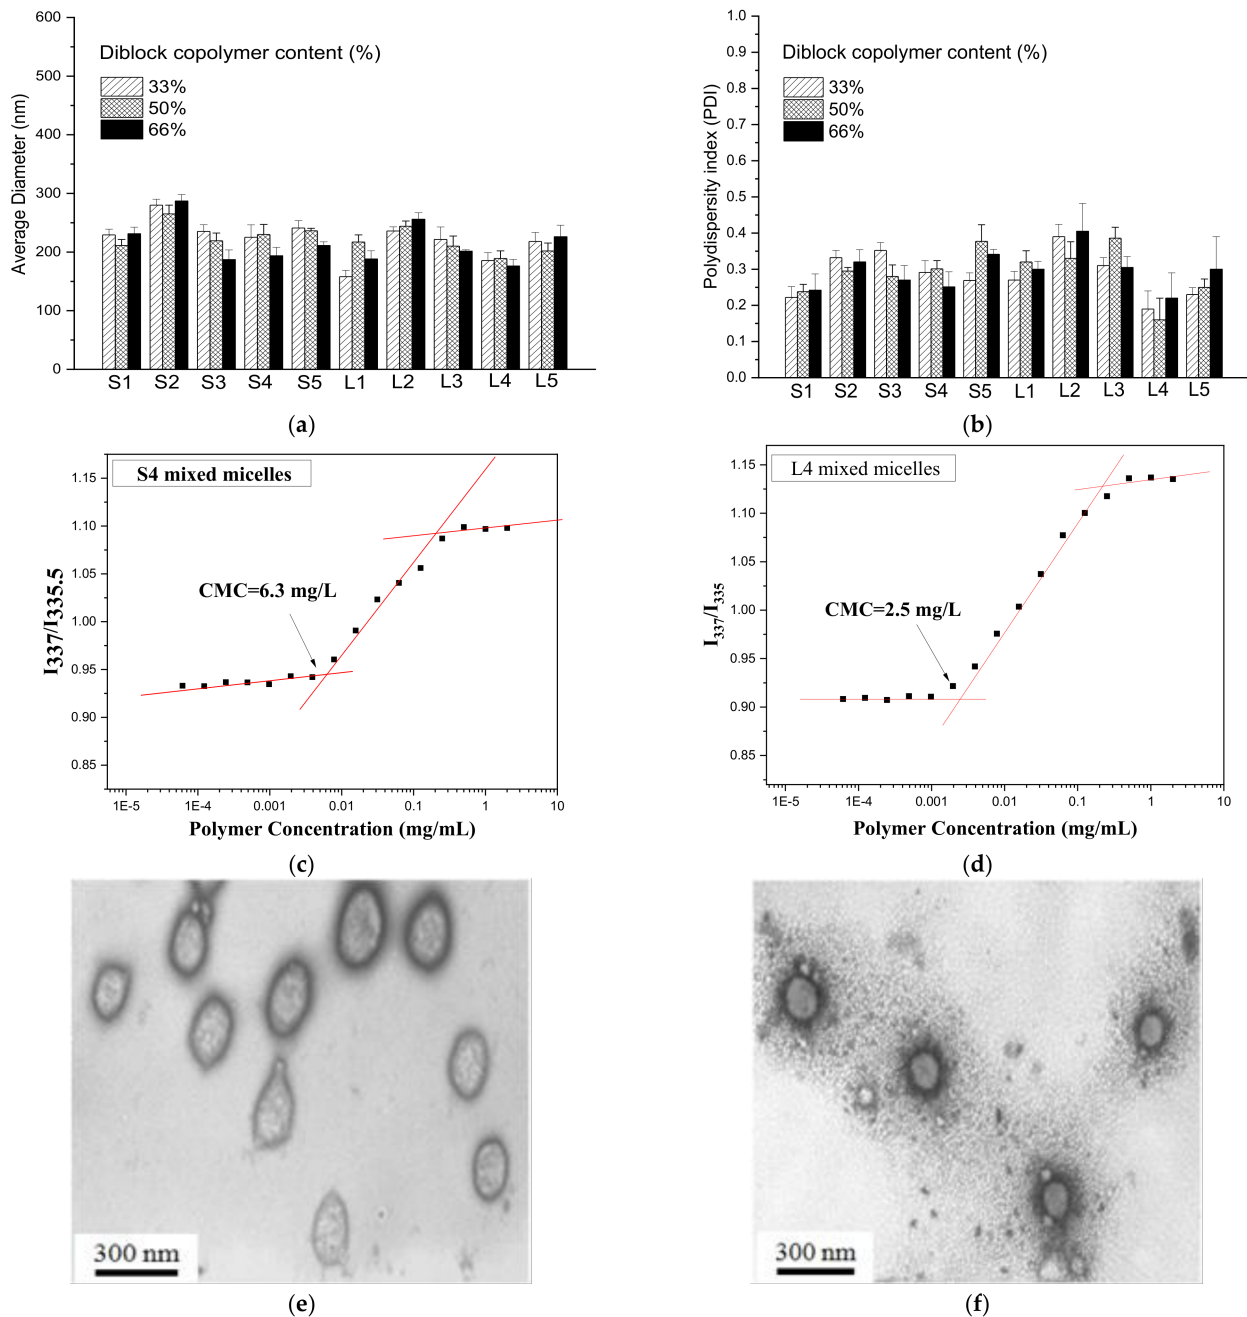 600
500
400
300
200
100
0
Average Diameter (nm)
Diblock copolymer content (%)
33%
50%
66%
S1 S2 S3 S4 S5 L1 L2 L3 L4 L5
(a)
1.0
0.9
0.8
0.7
0.6
0.5
0.4
0.3
0.2
0.1
0.0
Polydispersity index (PDI)
Diblock copolymer content (%)
33%
50%
66%
S1 S2 S3 S4 S5 L1 L2 L3 L4 L5
(b)
S4 mixed micelles
1.15
1.10
1.05
1.00
0.95
0.90
0.85
I337/I335.5
CMC=6.3 mg/L
1E-5 1E-4 0.001 0.01 0.1 1 10
Polymer Concentration (mg/mL)
(c)
L4 mixed micelles
1.15
1.10
1.05
1.00
0.95
0.90
0.85
I337/I335
CMC=2.5 mg/L
1E-5 1E-4 0.001 0.01 0.1 1 10
Polymer Concentration (mg/mL)
(d)
300 nm
(e)
300 nm
(f)